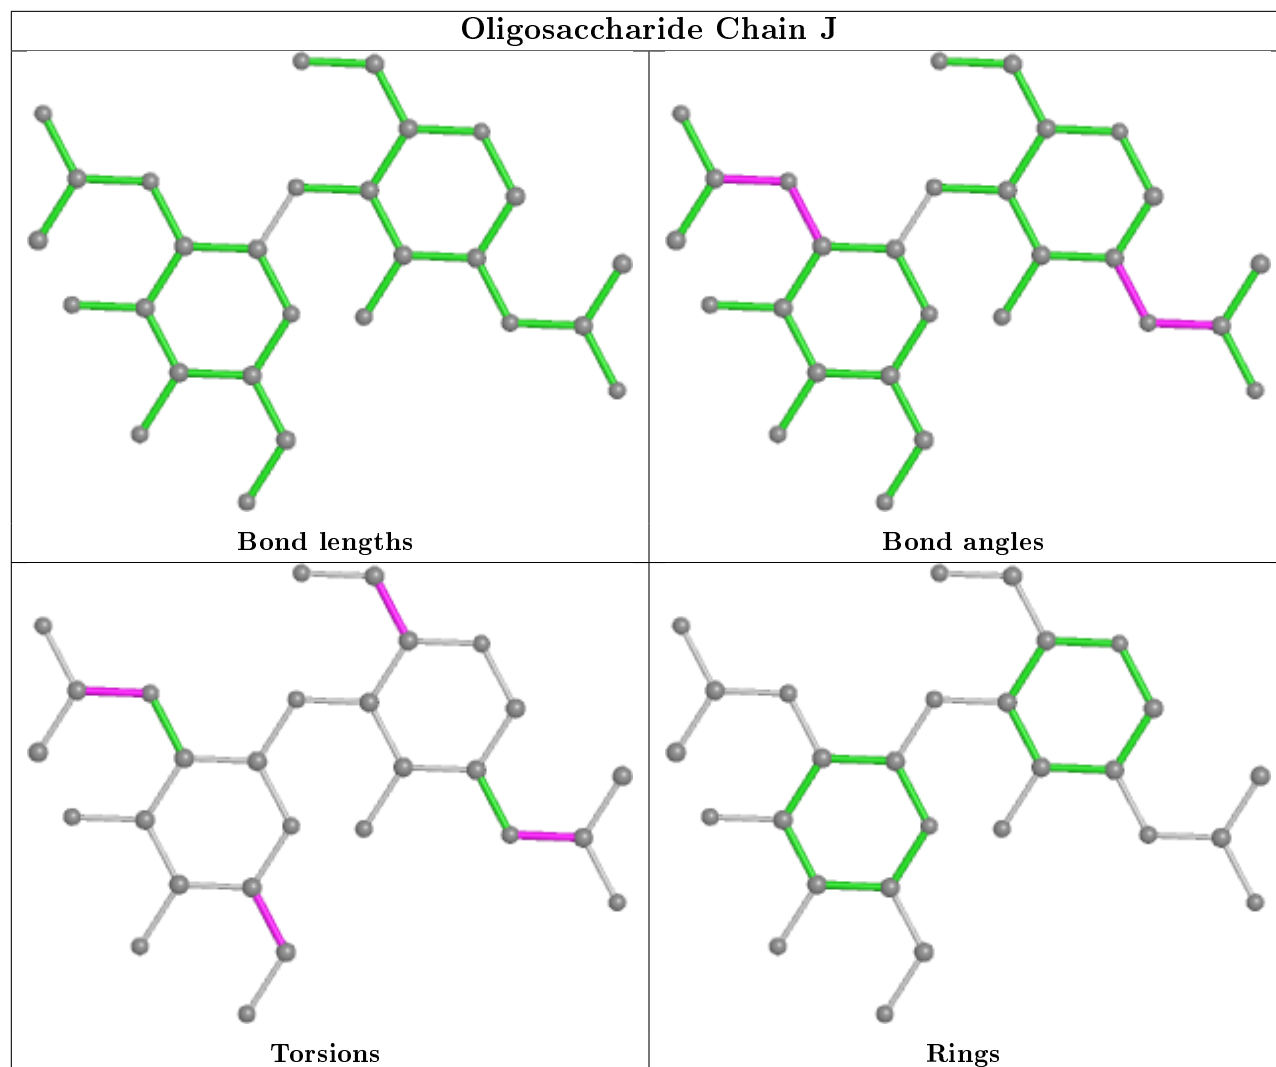 Oligosaccharide Chain J
Bond lengths
Bond angles
Torsions
Rings